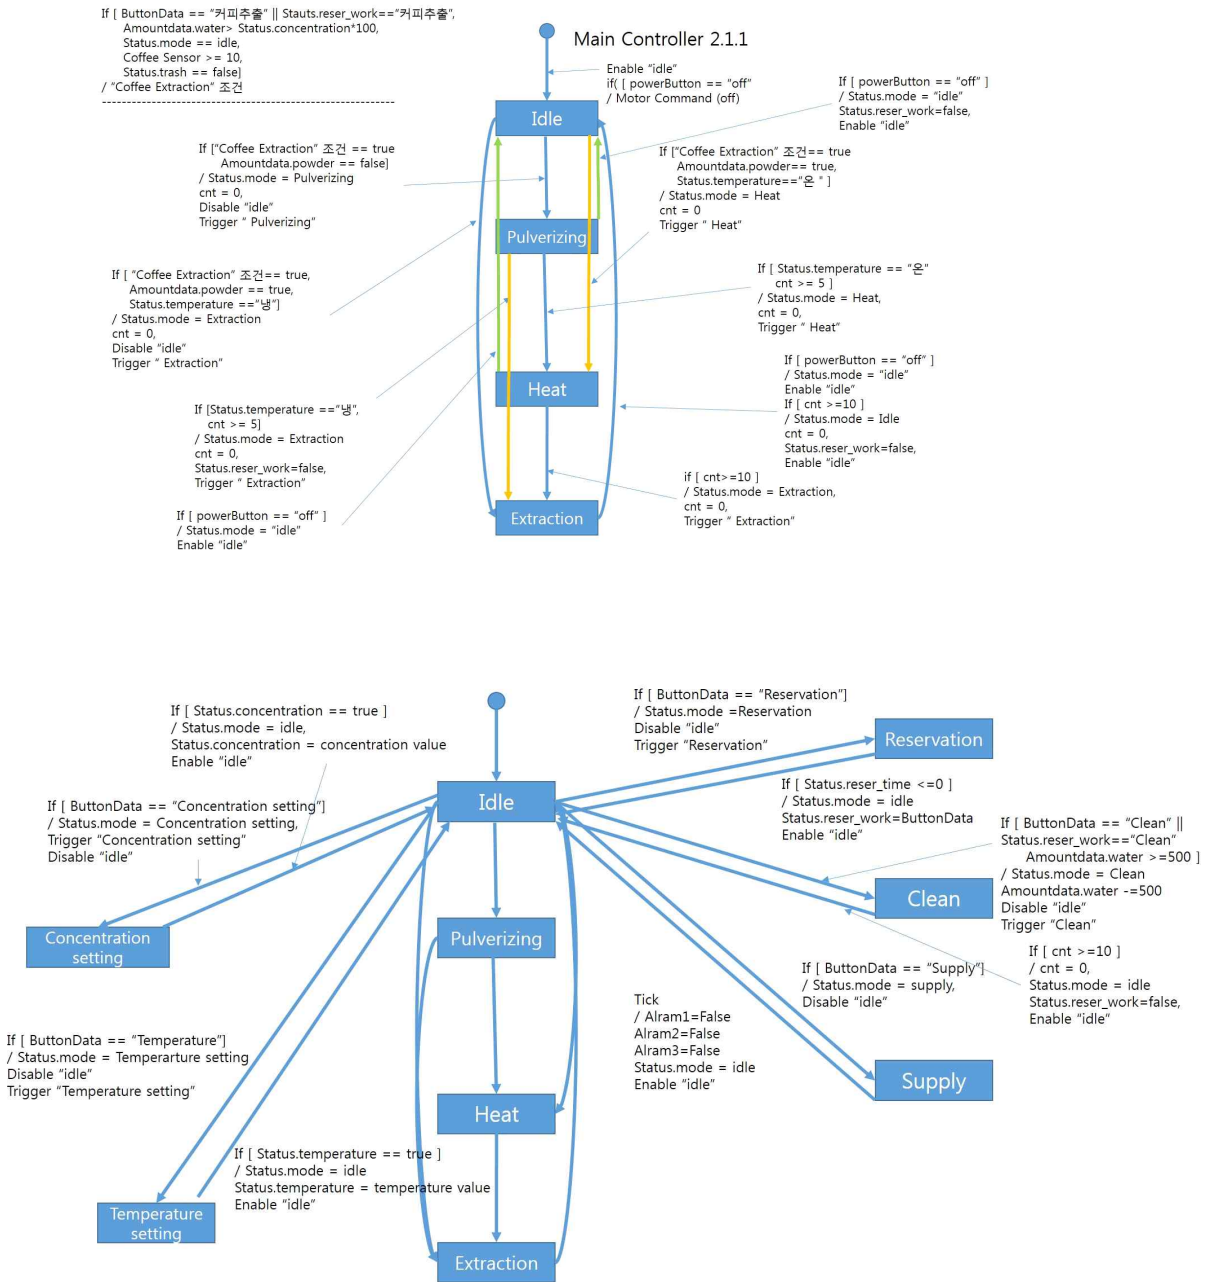 If [ ButtonData == “커피추출” || Stauts.reser_work==“커피추출”,
Amountdata.water> Status.concentration*100,
Status.mode == idle,
Coffee Sensor >= 10,
Status.trash == false]
/ “Coffee Extraction” 조건
Main Controller 2.1.1
Enable “idle”
if( [ powerButton == “off”
/ Motor Command (off)
If [ powerButton == “off” ]
/ Status.mode = “idle”
Status.reser_work=false,
Enable “idle”
Idle
If [“Coffee Extraction” 조건 == true
Amountdata.powder == false]
/ Status.mode = Pulverizing
cnt = 0,
Disable “idle”
Trigger “ Pulverizing”
If [“Coffee Extraction” 조건== true
Amountdata.powder== true,
Status.temperature==“온 “ ]
/ Status.mode = Heat
cnt = 0
Trigger “ Heat”
Pulverizing
If [ “Coffee Extraction” 조건== true,
Amountdata.powder == true,
Status.temperature ==“냉”]
/ Status.mode = Extraction
cnt = 0,
Disable “idle”
Trigger “ Extraction”
If [ Status.temperature == “온”
cnt >= 5 ]
/ Status.mode = Heat,
cnt = 0,
Trigger “ Heat”
Heat
If [ powerButton == “off” ]
/ Status.mode = “idle”
Enable “idle”
If [ cnt >=10 ]
/ Status.mode = Idle
cnt = 0,
Status.reser_work=false,
Enable “idle”
If [Status.temperature ==“냉”,
cnt >= 5]
/ Status.mode = Extraction
cnt = 0,
Status.reser_work=false,
Trigger “ Extraction”
if [ cnt>=10 ]
/ Status.mode = Extraction,
cnt = 0,
Trigger “ Extraction”
If [ powerButton == “off” ]
/ Status.mode = “idle”
Enable “idle”
Extraction
If [ Status.concentration == true ]
/ Status.mode = idle,
Status.concentration = concentration value
Enable “idle”
If [ ButtonData == “Reservation”]
/ Status.mode =Reservation
Disable “idle”
Trigger “Reservation”
Reservation
Idle
If [ ButtonData == “Concentration setting”]
/ Status.mode = Concentration setting,
Trigger “Concentration setting”
Disable “idle”
If [ Status.reser_time <=0 ]
/ Status.mode = idle
Status.reser_work=ButtonData
Enable “idle”
If [ ButtonData == “Clean” ||
Status.reser_work==“Clean”
Amountdata.water >=500 ]
/ Status.mode = Clean
Amountdata.water -=500
Disable “idle”
Trigger “Clean”
Clean
Concentration
setting
Pulverizing
If [ cnt >=10 ]
/ cnt = 0,
Status.mode = idle
Status.reser_work=false,
Enable “idle”
If [ ButtonData == “Supply”]
/ Status.mode = supply,
Disable “idle”
Tick
/ Alram1=False
Alram2=False
Alram3=False
Status.mode = idle
Enable “idle”
If [ ButtonData == “Temperature”]
/ Status.mode = Temperarture setting
Disable “idle”
Trigger “Temperature setting”
Supply
Heat
If [ Status.temperature == true ]
/ Status.mode = idle
Status.temperature = temperature value
Enable “idle”
Temperature
setting
Extraction